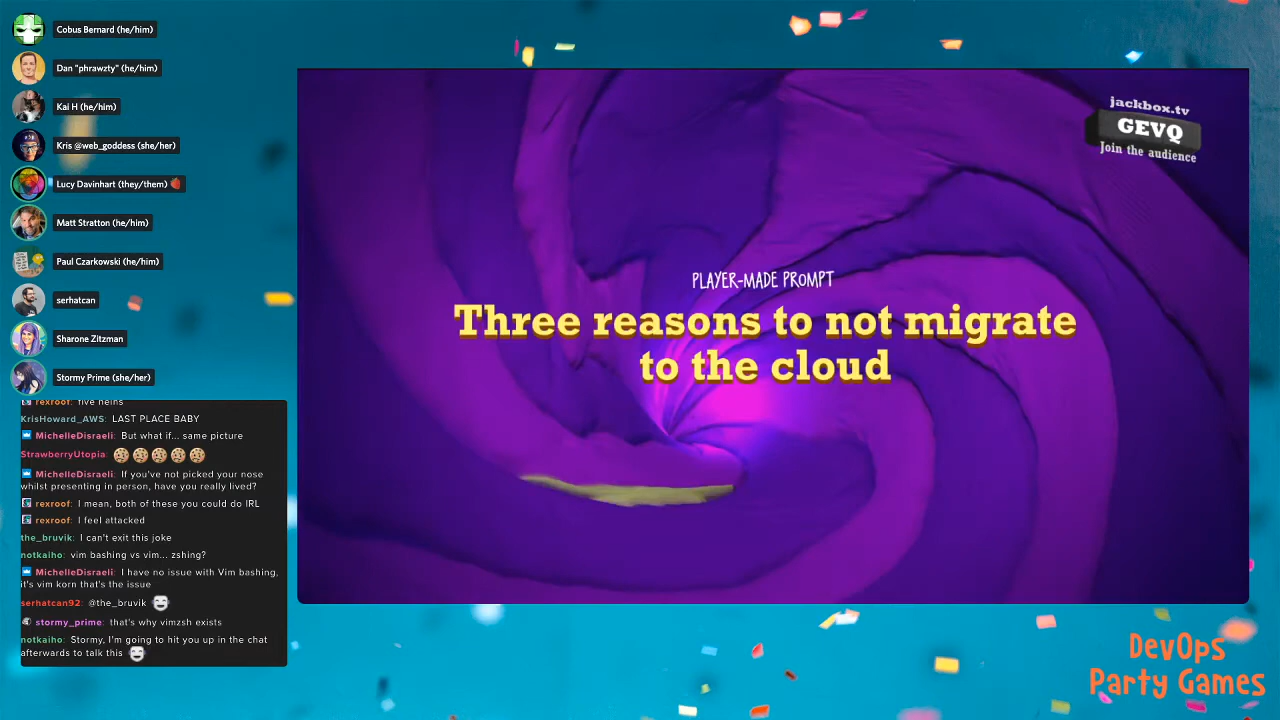 Cobus Bernard (he/him)
Dan "phrawzty" (he/him)
Kai H (he/him)
Kris @web_goddess (she/her)
Lucy Davinhart (they/them) 🍓
Matt Stratton (he/him)
Paul Czarkowski (he/him)
serhatcan
Sharone Zitzman
Stormy Prime (she/her)
rexroof: five heins
KrisHoward_AWS: LAST PLACE BABY
MichelleDisraeli: But what if... same picture
StrawberryUtopia: 🍪 🍪 🍪 🍪 🍪
MichelleDisraeli: If you've not picked your nose
whilst presenting in person, have you really lived?
rexroof: I mean, both of these you could do IRL
rexroof: I feel attacked
the_bruvik: I can't exit this joke
notkaiho: vim bashing vs vim... zshing?
MichelleDisraeli: I have no issue with Vim bashing,
it's vim korn that's the issue
serhatcan92: @the_bruvik
stormy_prime: that's why vimzsh exists
notkaiho: Stormy, I'm going to hit you up in the chat
afterwards to talk this
jackbox.tv
GEVQ
Join the audience
PLAYER-MADE PROMPT
Three reasons to not migrate
to the cloud
DevOps
Party Games